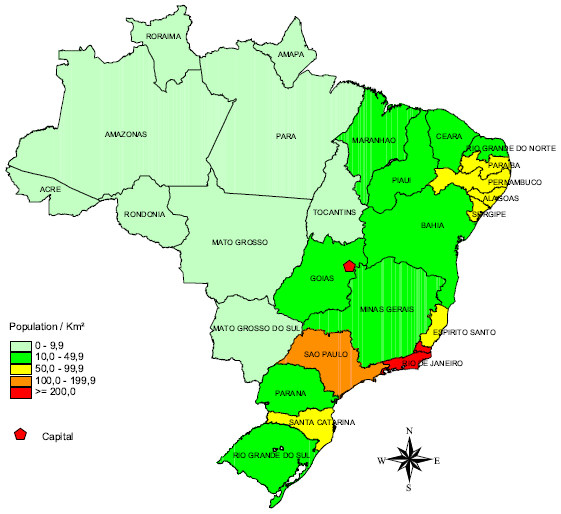 RORAIMA
AMAPA
AMAZONAS
PARA
MARANHAO
CEARA
RIO GRANDE DO NORTE
PARAIBA
PIAUI
PERNAMBUCO
ACRE
ALAGOAS
RONDONIA
TOCANTINS
SERGIPE
BAHIA
MATO GROSSO
GOIAS
MINAS GERAIS
MATO GROSSO DO SUL
ESPIRITO SANTO
SAO PAULO
RIO DE JANEIRO
PARANA
SANTA CATARINA
RIO GRANDE DO SUL
Population / Km²
0 - 9,9
10,0 - 49,9
50,0 - 99,9
100,0 - 199,9
>= 200,0
Capital
N
W E
S